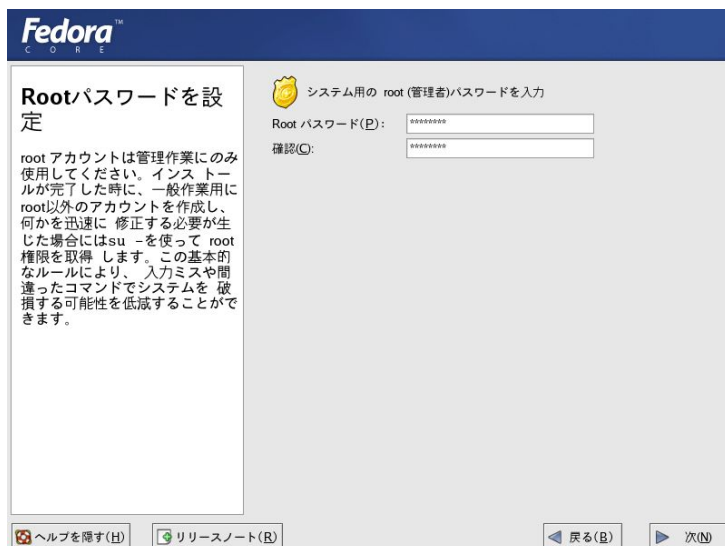 Fedora™
CORE
Rootパスワードを設
定
root アカウントは管理作業にのみ
使用してください。インス トー
ルが完了した時に、一般作業用に
root以外のアカウントを作成し、
何かを迅速に 修正する必要が生
じた場合にはsu -を使って root
権限を取得 します。この基本的
なルールにより、 入力ミスや間
違ったコマンドでシステムを 破
損する可能性を低減することがで
きます。
システム用の root (管理者)パスワードを入力
Root パスワード(P):
********
確認(C):
********
ヘルプを隠す(H)
リリースノート(R)
戻る(B)
次(N)